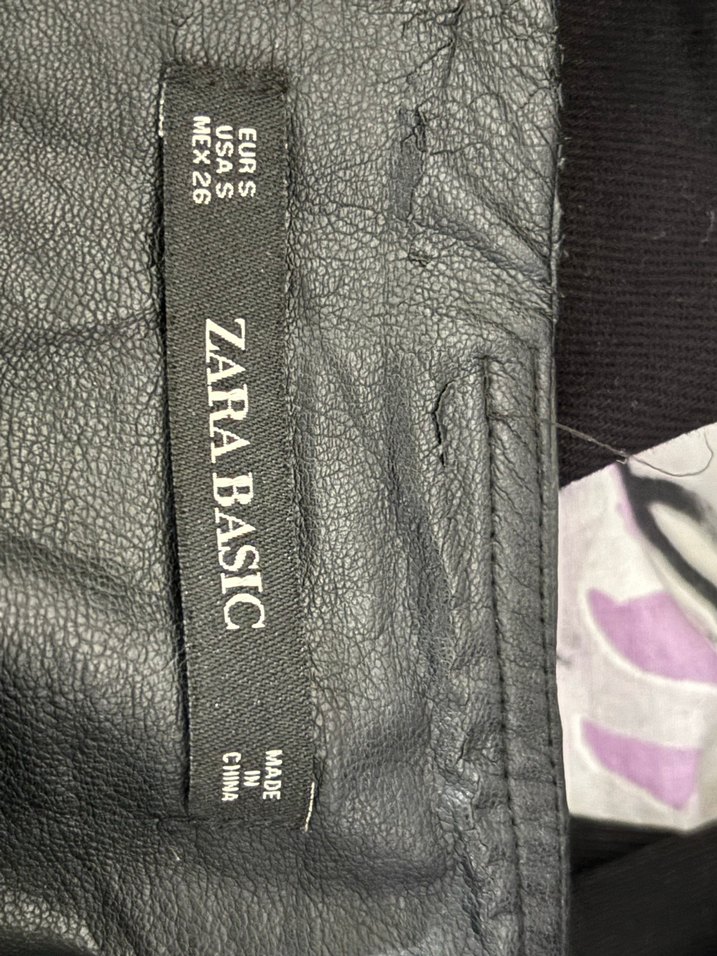 EUR S
USA S
MEX 26
ZARA BASIC
MADE
IN
CHINA